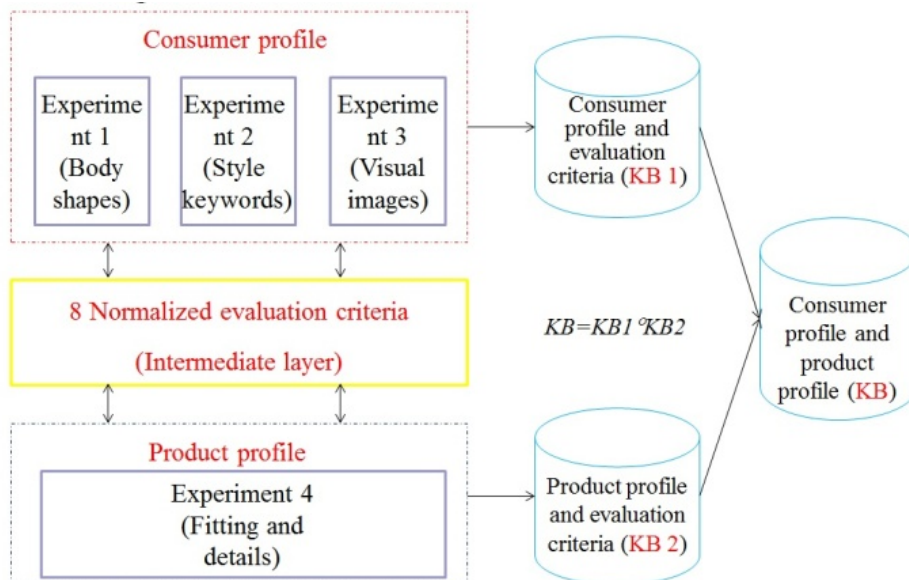 Consumer profile
Experime
nt 1
(Body
shapes)
Experime
nt 2
(Style
keywords)
Experime
nt 3
(Visual
images)
Consumer
profile and
evaluation
criteria (KB 1)
8 Normalized evaluation criteria
(Intermediate layer)
KB=KB1°KB2
Consumer
profile and
product
profile (KB)
Product profile
Experiment 4
(Fitting and
details)
Product profile
and evaluation
criteria (KB 2)